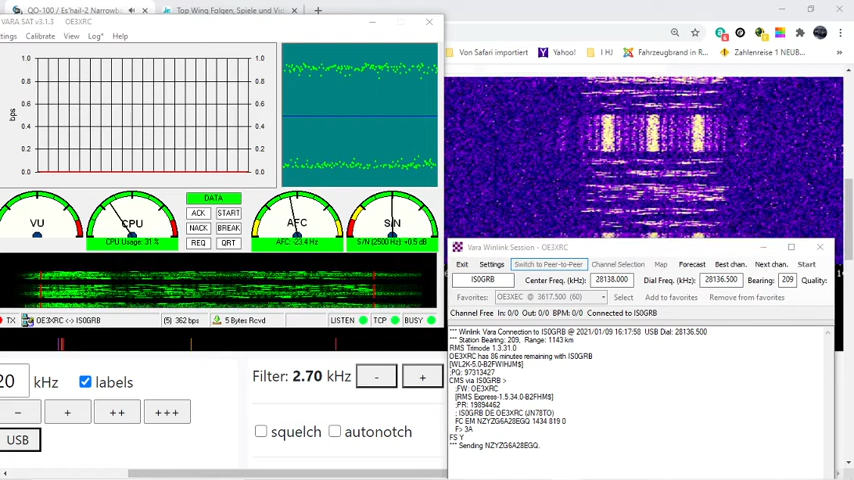 QO-100 / Es'hail-2 Narrowb
Top Wing Folgen, Spiele und Vi
VARA SAT v3.1.3 OE3XRC
ttings Calibrate View Log* Help
Von Safari importiert
Yahoo!
I HJ
Fahrzeugbrand in R...
Zahlenreise 1 NEUB...
bps
1.0
0.8
0.6
0.4
0.2
0.0
1.0
0.8
0.6
0.4
0.2
0.0
VU
CPU
CPU Usage: 31 %
DATA
ACK START
NACK BREAK
REQ QRT
AFC
AFC: -23.4 Hz
S/N
S/N (2500 Hz) +0.5 dB
TX OE3XRC <-> IS0GRB (5) 362 bps 5 Bytes Rcvd LISTEN TCP BUSY
20 kHz labels
− + ++ +++
USB
Filter: 2.70 kHz - +
squelch autonotch
Vara Winlink Session - OE3XRC
Exit Settings Switch to Peer-to-Peer Channel Selection Map Forecast Best chan. Next chan. Start
IS0GRB Center Freq. (kHz): 28138.000 Dial Freq. (kHz): 28136.500 Bearing: 209 Quality:
Favorites: OE3XEC @ 3617.500 (60) Select Add to favorites Remove from favorites
Channel Free In: 0/0 Out: 0/0 BPM: 0/0 Connected to IS0GRB
*** Winlink Vara Connection to IS0GRB @ 2021/01/09 16:17:58 USB Dial: 28136.500
*** Station Bearing: 209, Range: 1143 km
RMS Trimode 1.3.31.0
OE3XRC has 86 minutes remaining with IS0GRB
[WL2K-5.0-B2FWIHJM$]
;PQ: 97313427
CMS via IS0GRB >
;FW: OE3XRC
[RMS Express-1.5.34.0-B2FHM$]
;PR: 19894462
; IS0GRB DE OE3XRC (JN78TO)
FC EM NZYZG6A28EGQ 1434 819 0
F> 3A
FS Y
*** Sending NZYZG6A28EGQ.